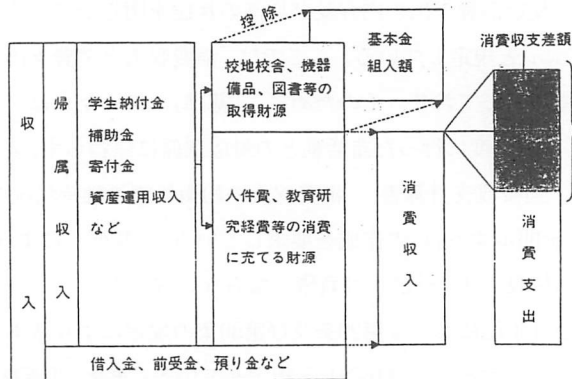 控除
基本金
組入額
消費収支差額
校地校舎、機器
備品、図書等の
取得財源
収入
帰属収入
学生納付金
補助金
寄付金
資産運用収入
など
人件費、教育研
究経費等の消費
に充てる財源
消費収入
消費支出
借入金、前受金、預り金など